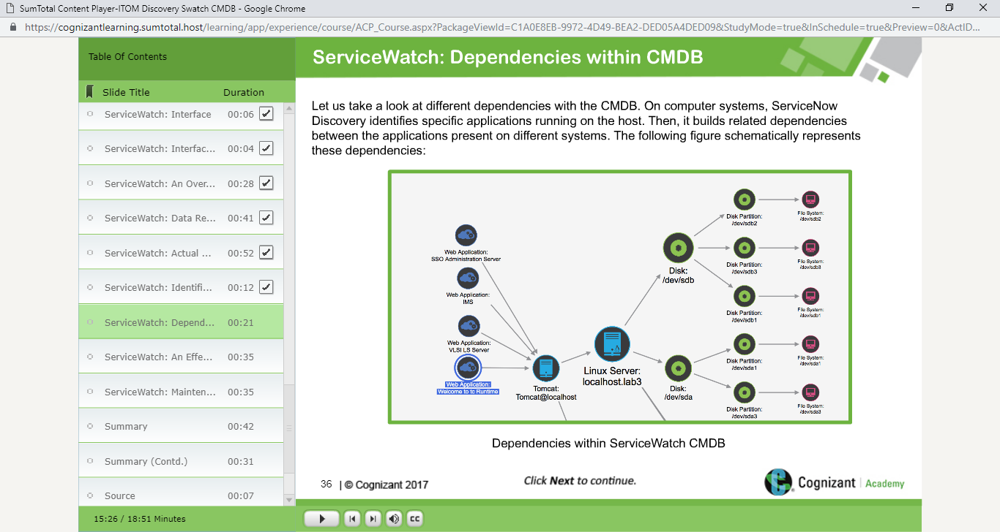 SumTotal Content Player-ITOM Discovery Swatch CMDB - Google Chrome
https://cognizantlearning.sumtotal.host/learning/app/experience/course/ACP_Course.aspx?PackageViewId=C1A0E8EB-9972-4D49-BEA2-DED05A4DED09&StudyMode=true&InSchedule=true&Preview=0&ActID...
Table Of Contents
Slide Title Duration
ServiceWatch: Interface 00:06
ServiceWatch: Interfac... 00:04
ServiceWatch: An Over... 00:28
ServiceWatch: Data Re... 00:41
ServiceWatch: Actual ... 00:52
ServiceWatch: Identifi... 00:12
ServiceWatch: Depend... 00:21
ServiceWatch: An Effe... 00:35
ServiceWatch: Mainten... 00:35
Summary 00:42
Summary (Contd.) 00:31
Source 00:07
15:26 / 18:51 Minutes
ServiceWatch: Dependencies within CMDB
Let us take a look at different dependencies with the CMDB. On computer systems, ServiceNow
Discovery identifies specific applications running on the host. Then, it builds related dependencies
between the applications present on different systems. The following figure schematically represents
these dependencies:
Web Application:
SSO Administration Server
Web Application:
IMS
Web Application:
VLSI LS Server
Web Application:
Welcome to tc Runtime
Tomcat:
Tomcat@localhost
Linux Server:
localhost.lab3
Disk:
/dev/sdb
Disk:
/dev/sda
Disk Partition:
/dev/sdb2
Disk Partition:
/dev/sdb3
Disk Partition:
/dev/sdb1
Disk Partition:
/dev/sda1
Disk Partition:
/dev/sda3
File System:
/dev/sdb2
File System:
/dev/sdb3
File System:
/dev/sdb1
File System:
/dev/sda1
File System:
/dev/sda3
Dependencies within ServiceWatch CMDB
36 | © Cognizant 2017
Click Next to continue.
Cognizant | Academy
CC